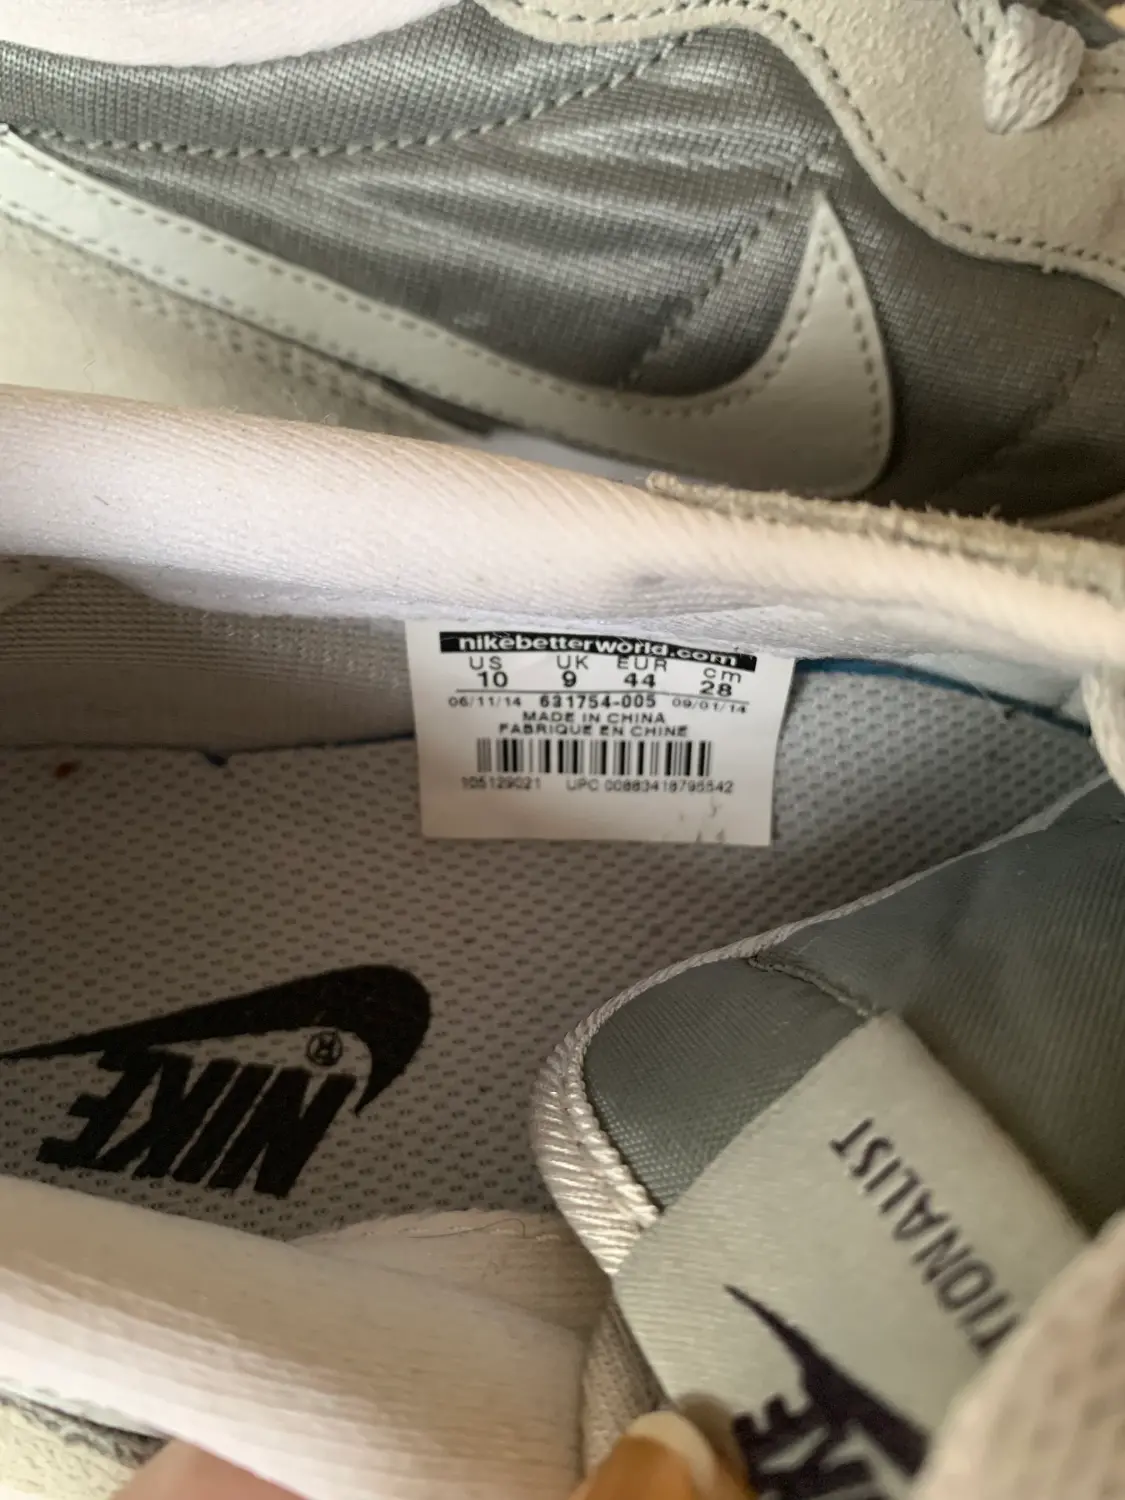 nikebetterworld.com
US UK EUR cm
10 9 44 28
06/11/14 631754-005 09/01/14
MADE IN CHINA
FABRIQUE EN CHINE
105129021 UPC 00883418795542
NIKE ®
TIONALIST